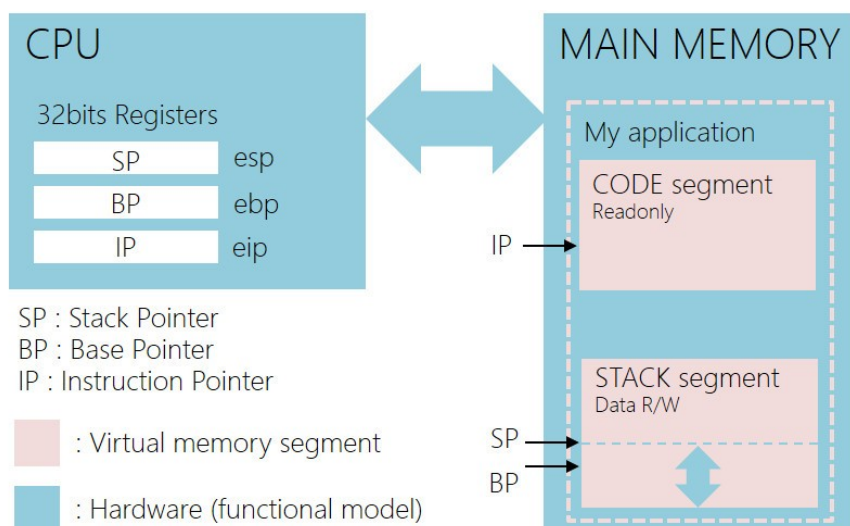 CPU
32bits Registers
SP esp
BP ebp
IP eip
SP : Stack Pointer
BP : Base Pointer
IP : Instruction Pointer
: Virtual memory segment
: Hardware (functional model)
MAIN MEMORY
My application
CODE segment
Readonly
IP
STACK segment
Data R/W
SP
BP